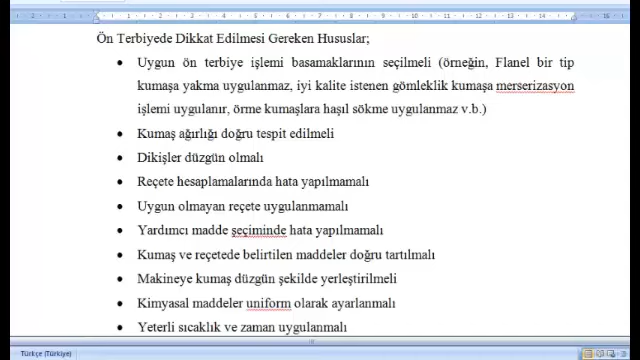 Ön Terbiyede Dikkat Edilmesi Gereken Hususlar;
• Uygun ön terbiye işlemi basamaklarının seçilmeli (örneğin, Flanel bir tip
kumaşa yakma uygulanmaz, iyi kalite istenen gömleklik kumaşa merserizasyon
işlemi uygulanır, örme kumaşlara haşıl sökme uygulanmaz v.b.)
• Kumaş ağırlığı doğru tespit edilmeli
• Dikişler düzgün olmalı
• Reçete hesaplamalarında hata yapılmamalı
• Uygun olmayan reçete uygulanmamalı
• Yardımcı madde şeçiminde hata yapılmamalı
• Kumaş ve reçetede belirtilen maddeler doğru tartılmalı
• Makineye kumaş düzgün şekilde yerleştirilmeli
• Kimyasal maddeler uniform olarak ayarlanmalı
• Yeterli sıcaklık ve zaman uygulanmalı
Türkçe (Türkiye)